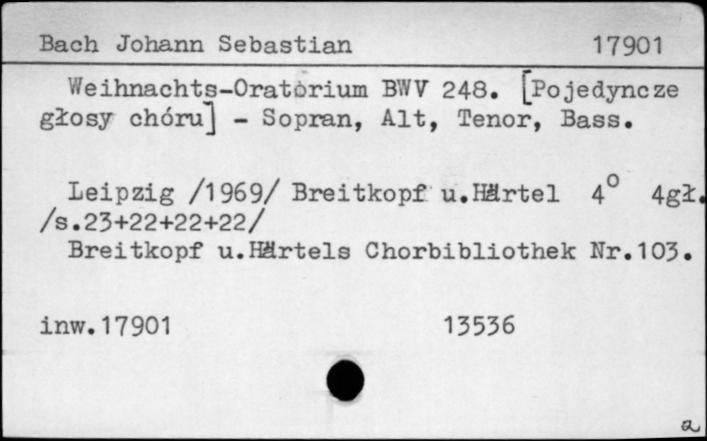 Bach Johann Sebastian 17901
Weihnachts-Oratorium BWV 248. [Pojedyncze
głosy chóru] - Sopran, Alt, Tenor, Bass.
Leipzig /1969/ Breitkopf u.Härtel 4° 4gł.
/s.23+22+22+22/
Breitkopf u.Härtels Chorbibliothek Nr.103.
inw.17901 13536
a